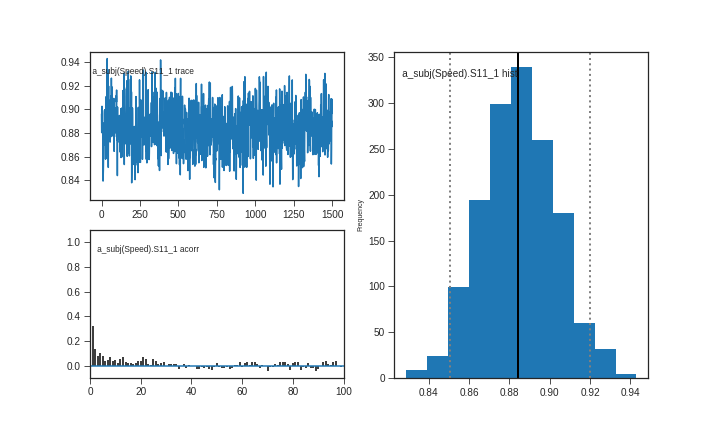 0.94
0.92
0.90
0.88
0.86
0.84
a_subj(Speed).S11_1 trace
0 250 500 750 1000 1250 1500
1.0
0.8
0.6
0.4
0.2
0.0
a_subj(Speed).S11_1 acorr
0 20 40 60 80 100
350
300
250
200
150
100
50
0
Frequency
a_subj(Speed).S11_1 hist
0.84 0.86 0.88 0.90 0.92 0.94